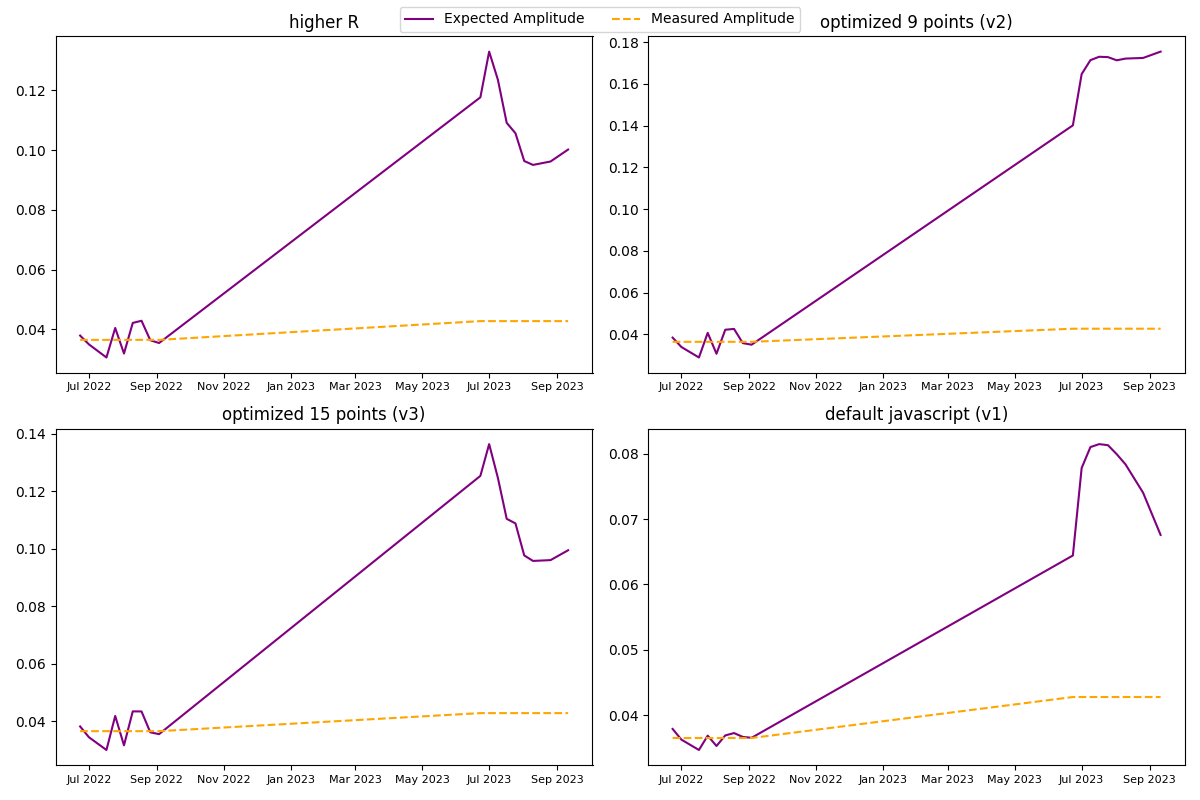 Expected Amplitude Measured Amplitude
higher R
0.12
0.10
0.08
0.06
0.04
Jul 2022 Sep 2022 Nov 2022 Jan 2023 Mar 2023 May 2023 Jul 2023 Sep 2023
optimized 9 points (v2)
0.18
0.16
0.14
0.12
0.10
0.08
0.06
0.04
Jul 2022 Sep 2022 Nov 2022 Jan 2023 Mar 2023 May 2023 Jul 2023 Sep 2023
optimized 15 points (v3)
0.14
0.12
0.10
0.08
0.06
0.04
Jul 2022 Sep 2022 Nov 2022 Jan 2023 Mar 2023 May 2023 Jul 2023 Sep 2023
default javascript (v1)
0.08
0.07
0.06
0.05
0.04
Jul 2022 Sep 2022 Nov 2022 Jan 2023 Mar 2023 May 2023 Jul 2023 Sep 2023